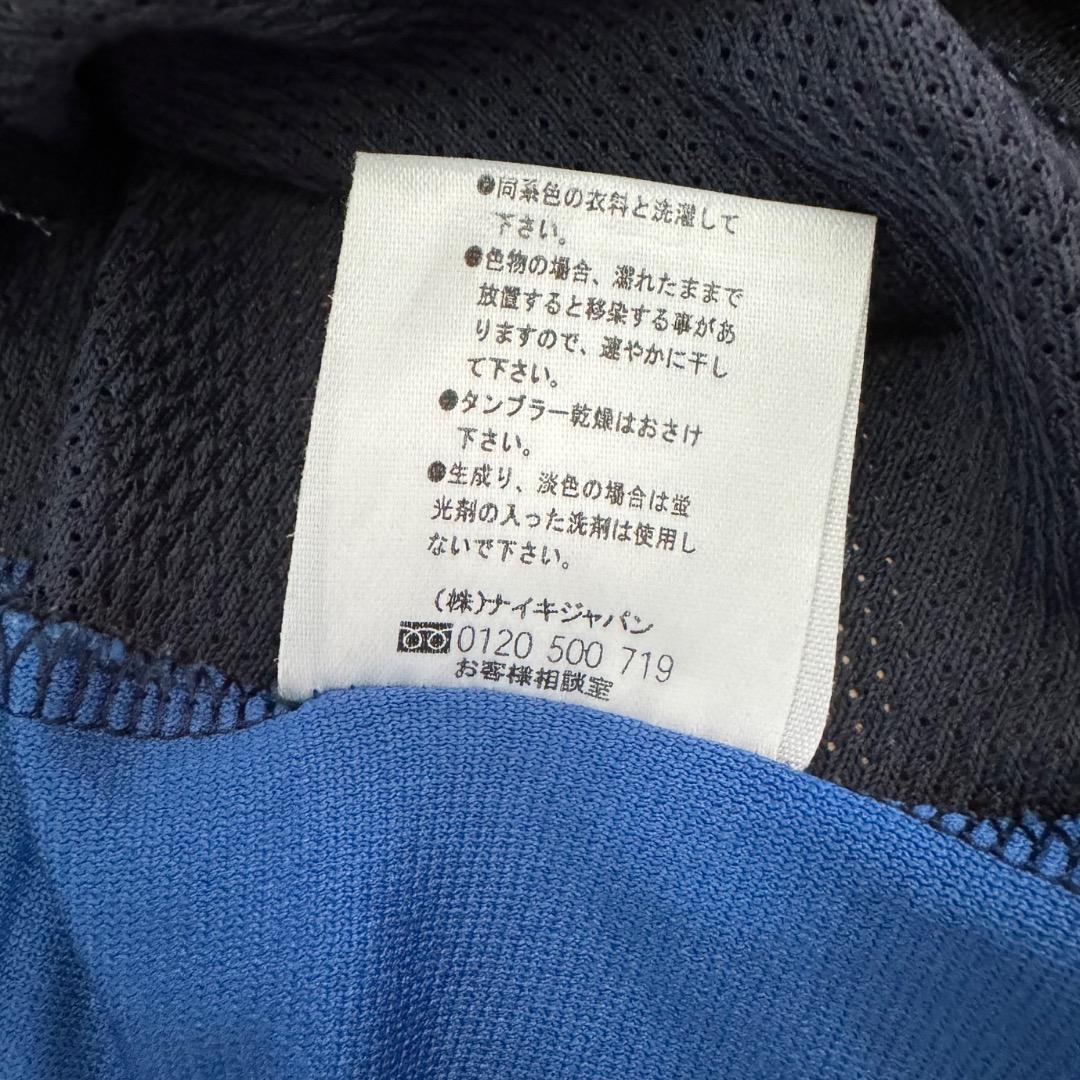 ●同系色の衣料と洗濯して
下さい。
●色物の場合、濡れたままで
放置すると移染する事があ
りますので、速やかに干し
て下さい。
●タンブラー乾燥はおさけ
下さい。
●生成り、淡色の場合は蛍
光剤の入った洗剤は使用し
ないで下さい。
(株)ナイキジャパン
0120 500 719
お客様相談室